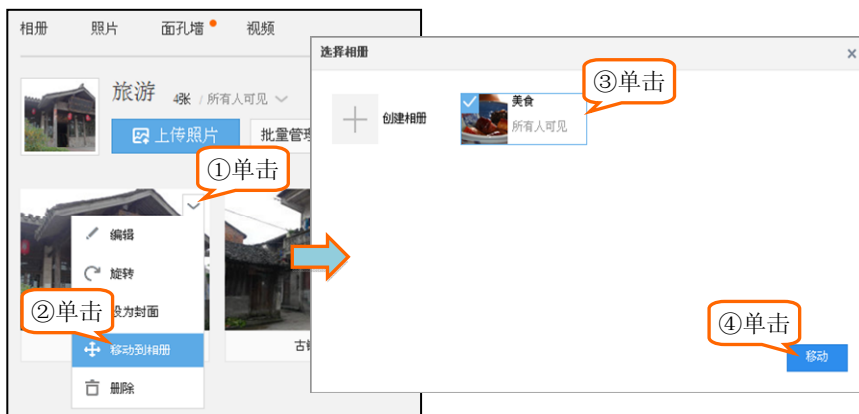 相册 照片 面孔墙 视频
旅游 4张 / 所有人可见
上传照片 批量管理
①单击
编辑
旋转
②单击
设为封面
移动到相册
古镇
删除
选择相册
③单击
创建相册
美食
所有人可见
④单击
移动